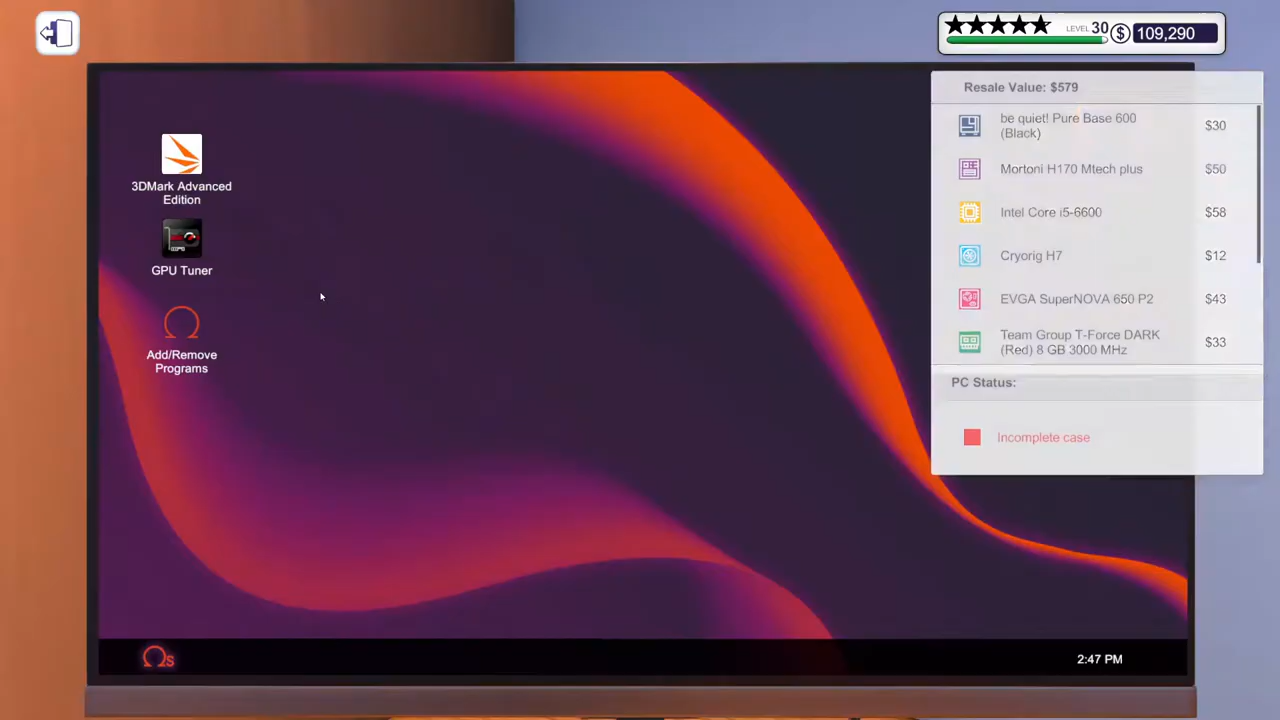 LEVEL 30
$ 109,290
Resale Value: $579
be quiet! Pure Base 600
(Black)
$30
Mortoni H170 Mtech plus
$50
Intel Core i5-6600
$58
Cryorig H7
$12
EVGA SuperNOVA 650 P2
$43
Team Group T-Force DARK
(Red) 8 GB 3000 MHz
$33
PC Status:
Incomplete case
3DMark Advanced
Edition
GPU Tuner
Add/Remove
Programs
Ωs
2:47 PM